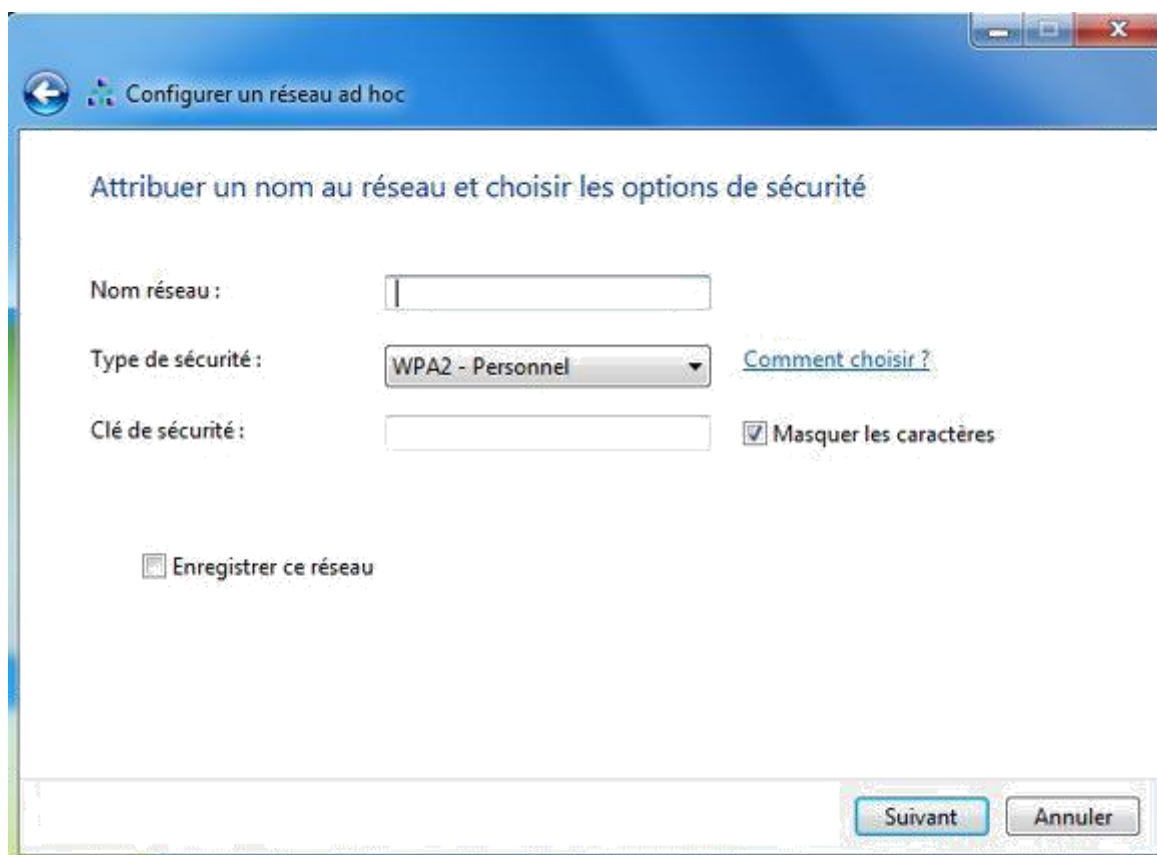 Configurer un réseau ad hoc
Attribuer un nom au réseau et choisir les options de sécurité
Nom réseau :
Type de sécurité : WPA2 - Personnel Comment choisir ?
Clé de sécurité : Masquer les caractères
Enregistrer ce réseau
Suivant Annuler